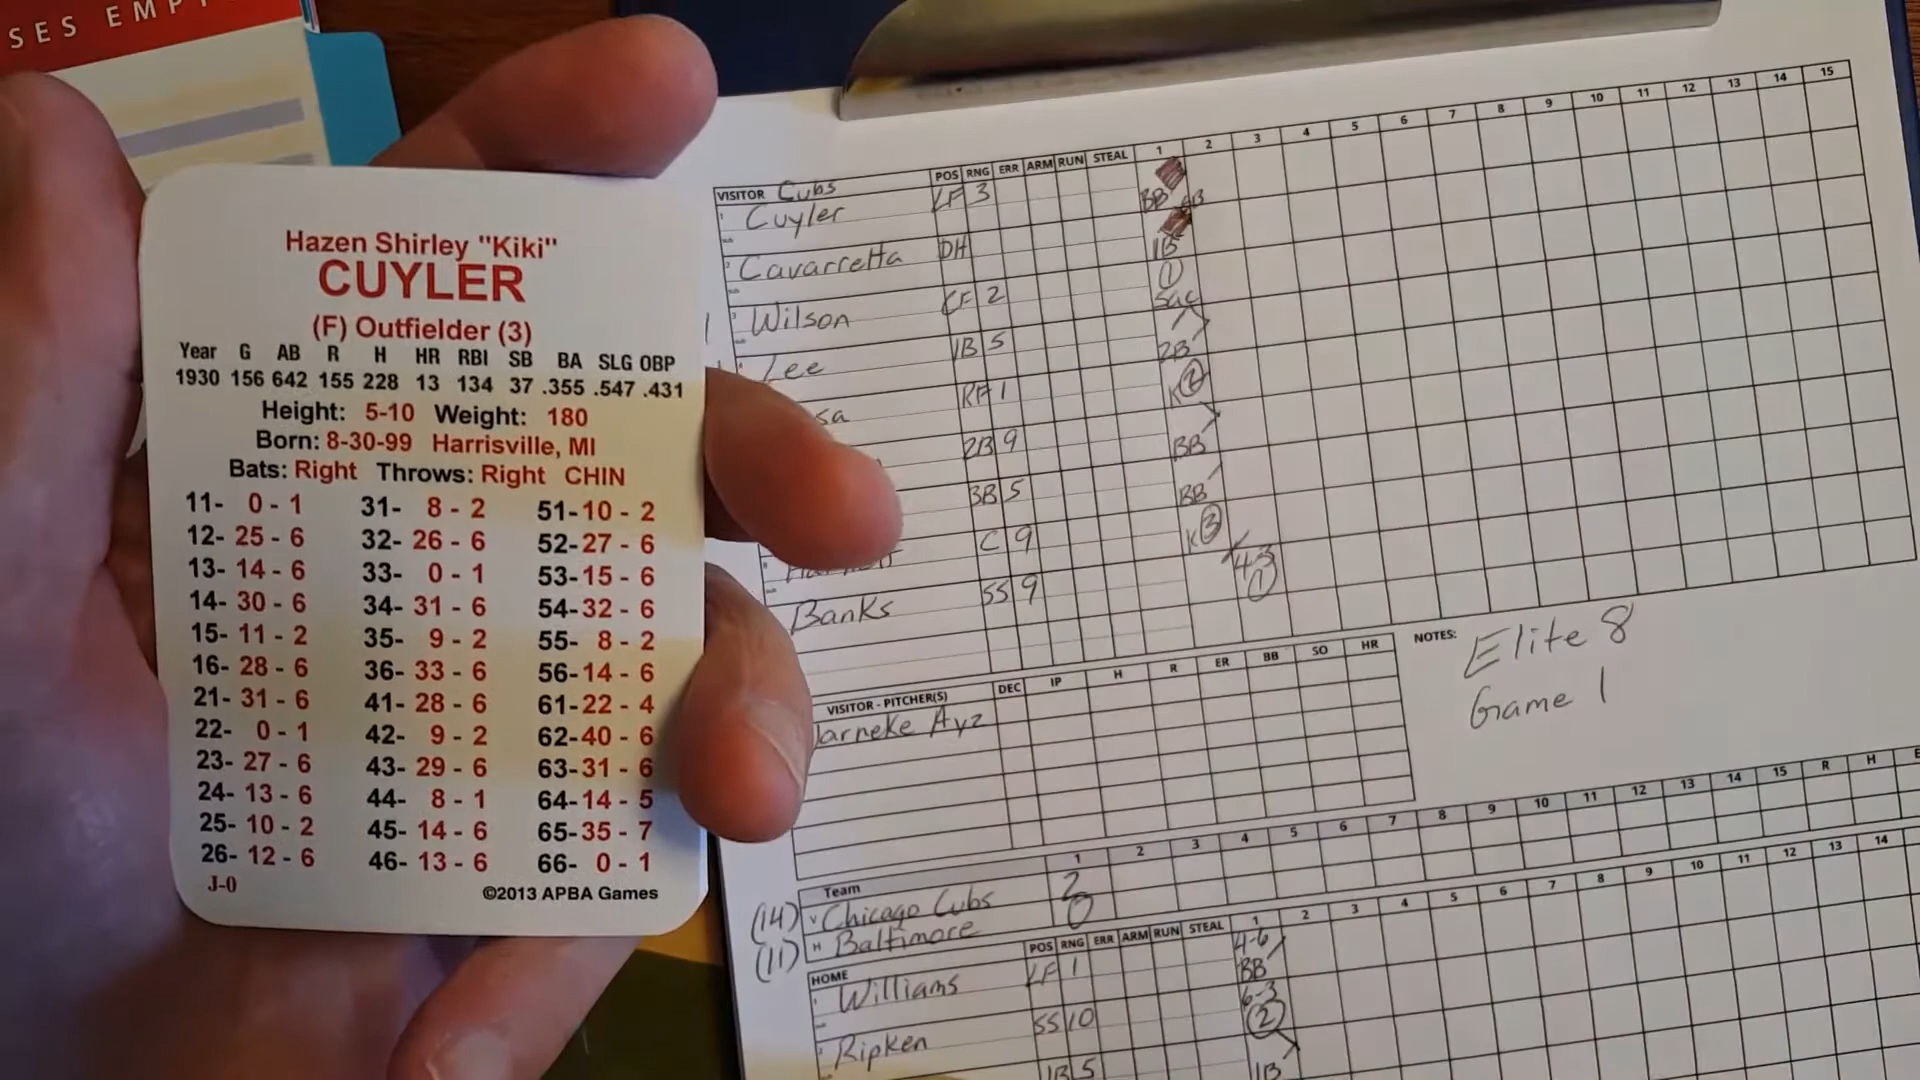 SES EMP
Hazen Shirley "Kiki"
CUYLER
(F) Outfielder (3)
Year G AB R H HR RBI SB BA SLG OBP
1930 156 642 155 228 13 134 37 .355 .547 .431
Height: 5-10 Weight: 180
Born: 8-30-99 Harrisville, MI
Bats: Right Throws: Right CHIN
11- 0 - 1 31- 8 - 2 51-10 - 2
12- 25 - 6 32- 26 - 6 52-27 - 6
13- 14 - 6 33- 0 - 1 53-15 - 6
14- 30 - 6 34- 31 - 6 54-32 - 6
15- 11 - 2 35- 9 - 2 55- 8 - 2
16- 28 - 6 36- 33 - 6 56-14 - 6
21- 31 - 6 41- 28 - 6 61-22 - 4
22- 0 - 1 42- 9 - 2 62-40 - 6
23- 27 - 6 43- 29 - 6 63-31 - 6
24- 13 - 6 44- 8 - 1 64-14 - 5
25- 10 - 2 45- 14 - 6 65-35 - 7
26- 12 - 6 46- 13 - 6 66- 0 - 1
J-0 ©2013 APBA Games
VISITOR Cubs POS RNG ERR ARM RUN STEAL 1 2 3 4 5 6 7 8 9 10 11 12 13 14 15
Cuyler LF 3 BB
Cavarretta DH 1B
Wilson CF 2 1 Sac
Lee 1B 5 2B
sa RF 1 K 2
2B 9 BB
3B 5 BB
C 9 K 3
Banks SS 9 4-3 1
NOTES: Elite 8
Game 1
VISITOR - PITCHER(S) DEC IP H R ER BB SO HR
arneke Ayz
Team 1 2 3 4 5 6 7 8 9 10 11 12 13 14 15 R H E
(14) V Chicago Cubs 2
(11) H Baltimore 0
HOME POS RNG ERR ARM RUN STEAL 1 2 3 4 5 6 7 8 9 10 11 12 13 14
Williams LF 1 4-6 BB
Ripken SS 10 6-3 2
1B 5 1B